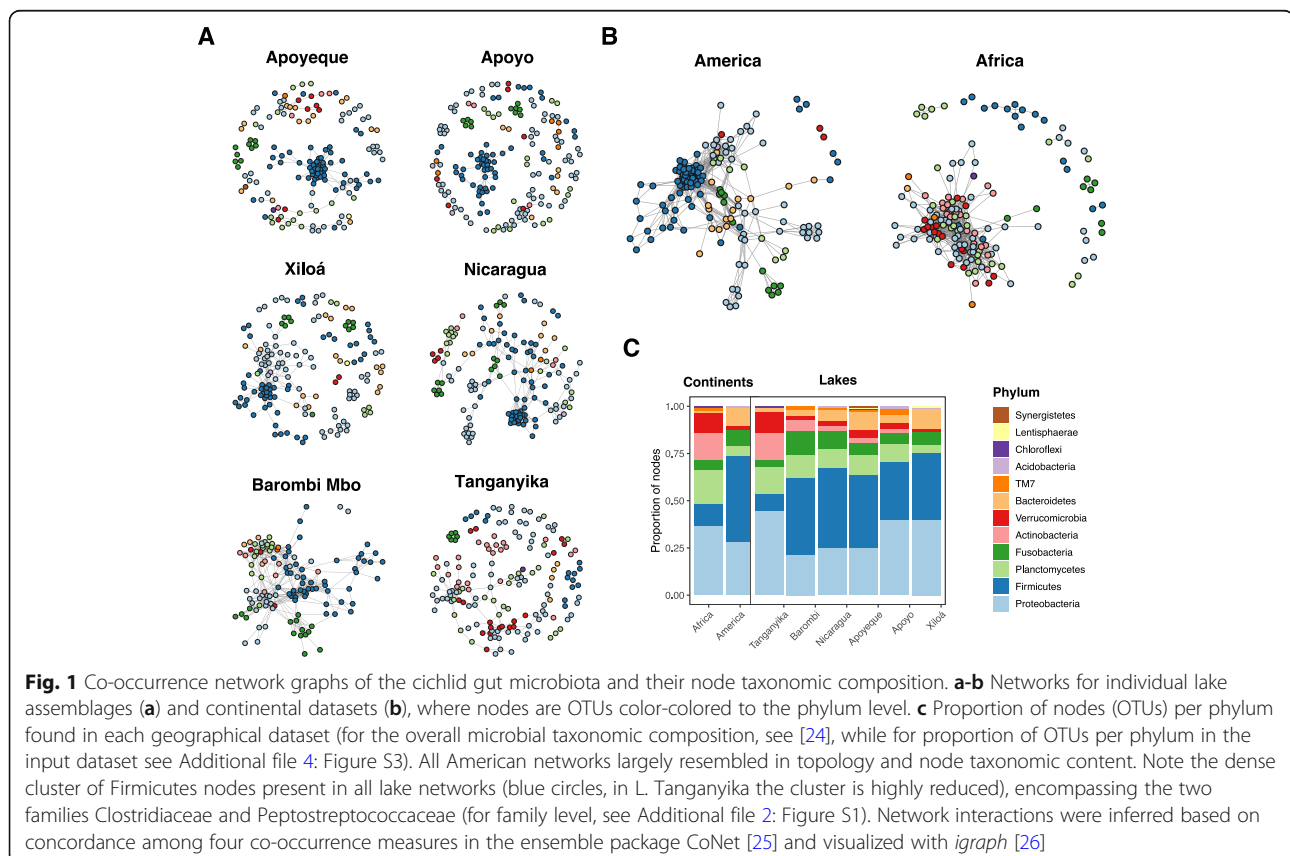 A
B
Apoyeque
Apoyo
America
Africa
Xiloá
Nicaragua
Barombi Mbo
Tanganyika
C
Continents
Lakes
Proportion of nodes
1.00
0.75
0.50
0.25
0.00
Africa
America
Tanganyika
Barombi
Nicaragua
Apoyeque
Apoyo
Xiloá
Phylum
Synergistetes
Lentisphaerae
Chloroflexi
Acidobacteria
TM7
Bacteroidetes
Verrucomicrobia
Actinobacteria
Fusobacteria
Planctomycetes
Firmicutes
Proteobacteria
Fig. 1 Co-occurrence network graphs of the cichlid gut microbiota and their node taxonomic composition. a-b Networks for individual lake
assemblages (a) and continental datasets (b), where nodes are OTUs color-colored to the phylum level. c Proportion of nodes (OTUs) per phylum
found in each geographical dataset (for the overall microbial taxonomic composition, see [24], while for proportion of OTUs per phylum in the
input dataset see Additional file 4: Figure S3). All American networks largely resembled in topology and node taxonomic content. Note the dense
cluster of Firmicutes nodes present in all lake networks (blue circles, in L. Tanganyika the cluster is highly reduced), encompassing the two
families Clostridiaceae and Peptostreptococcaceae (for family level, see Additional file 2: Figure S1). Network interactions were inferred based on
concordance among four co-occurrence measures in the ensemble package CoNet [25] and visualized with igraph [26]